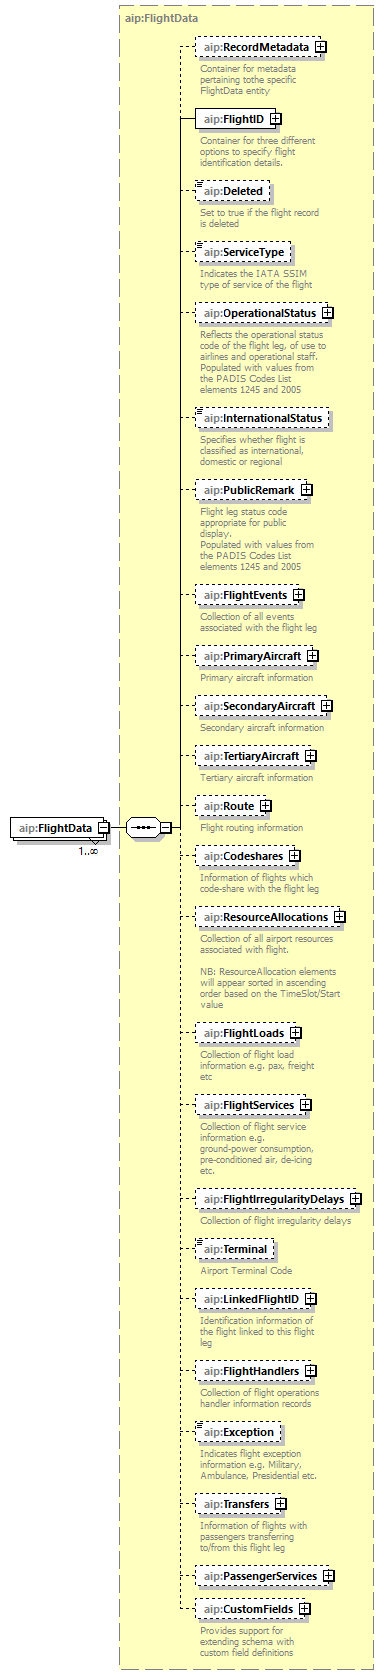 aip:FlightData
aip:RecordMetadata
Container for metadata
pertaining tothe specific
FlightData entity
aip:FlightID
Container for three different
options to specify flight
identification details.
aip:Deleted
Set to true if the flight record
is deleted
aip:ServiceType
Indicates the IATA SSIM
type of service of the flight
aip:OperationalStatus
Reflects the operational status
code of the flight leg, of use to
airlines and operational staff.
Populated with values from
the PADIS Codes List
elements 1245 and 2005
aip:InternationalStatus
Specifies whether flight is
classified as international,
domestic or regional
aip:PublicRemark
Flight leg status code
appropriate for public
display.
Populated with values from
the PADIS Codes List
elements 1245 and 2005
aip:FlightEvents
Collection of all events
associated with the flight leg
aip:PrimaryAircraft
Primary aircraft information
aip:SecondaryAircraft
Secondary aircraft information
aip:TertiaryAircraft
Tertiary aircraft information
aip:Route
Flight routing information
aip:FlightData
1..∞
aip:Codeshares
Information of flights which
code-share with the flight leg
aip:ResourceAllocations
Collection of all airport resources
associated with flight.
NB: ResourceAllocation elements
will appear sorted in ascending
order based on the TimeSlot/Start
value
aip:FlightLoads
Collection of flight load
information e.g. pax, freight
etc
aip:FlightServices
Collection of flight service
information e.g.
ground-power consumption,
pre-conditioned air, de-icing
etc.
aip:FlightIrregularityDelays
Collection of flight irregularity delays
aip:Terminal
Airport Terminal Code
aip:LinkedFlightID
Identification information of
the flight linked to this flight
leg
aip:FlightHandlers
Collection of flight operations
handler information records
aip:Exception
Indicates flight exception
information e.g. Military,
Ambulance, Presidential etc.
aip:Transfers
Information of flights with
passengers transferring
to/from this flight leg
aip:PassengerServices
aip:CustomFields
Provides support for
extending schema with
custom field definitions